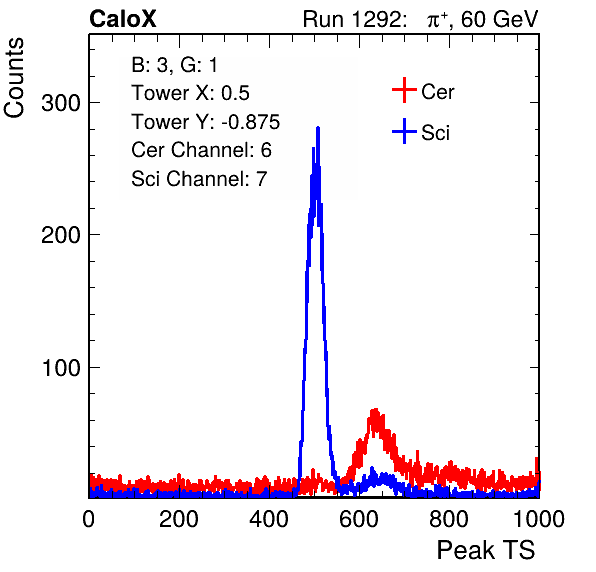 CaloX Run 1292: π⁺, 60 GeV
Counts
B: 3, G: 1
Tower X: 0.5
Tower Y: -0.875
Cer Channel: 6
Sci Channel: 7
Cer
Sci
300
200
100
0 200 400 600 800 1000
Peak TS